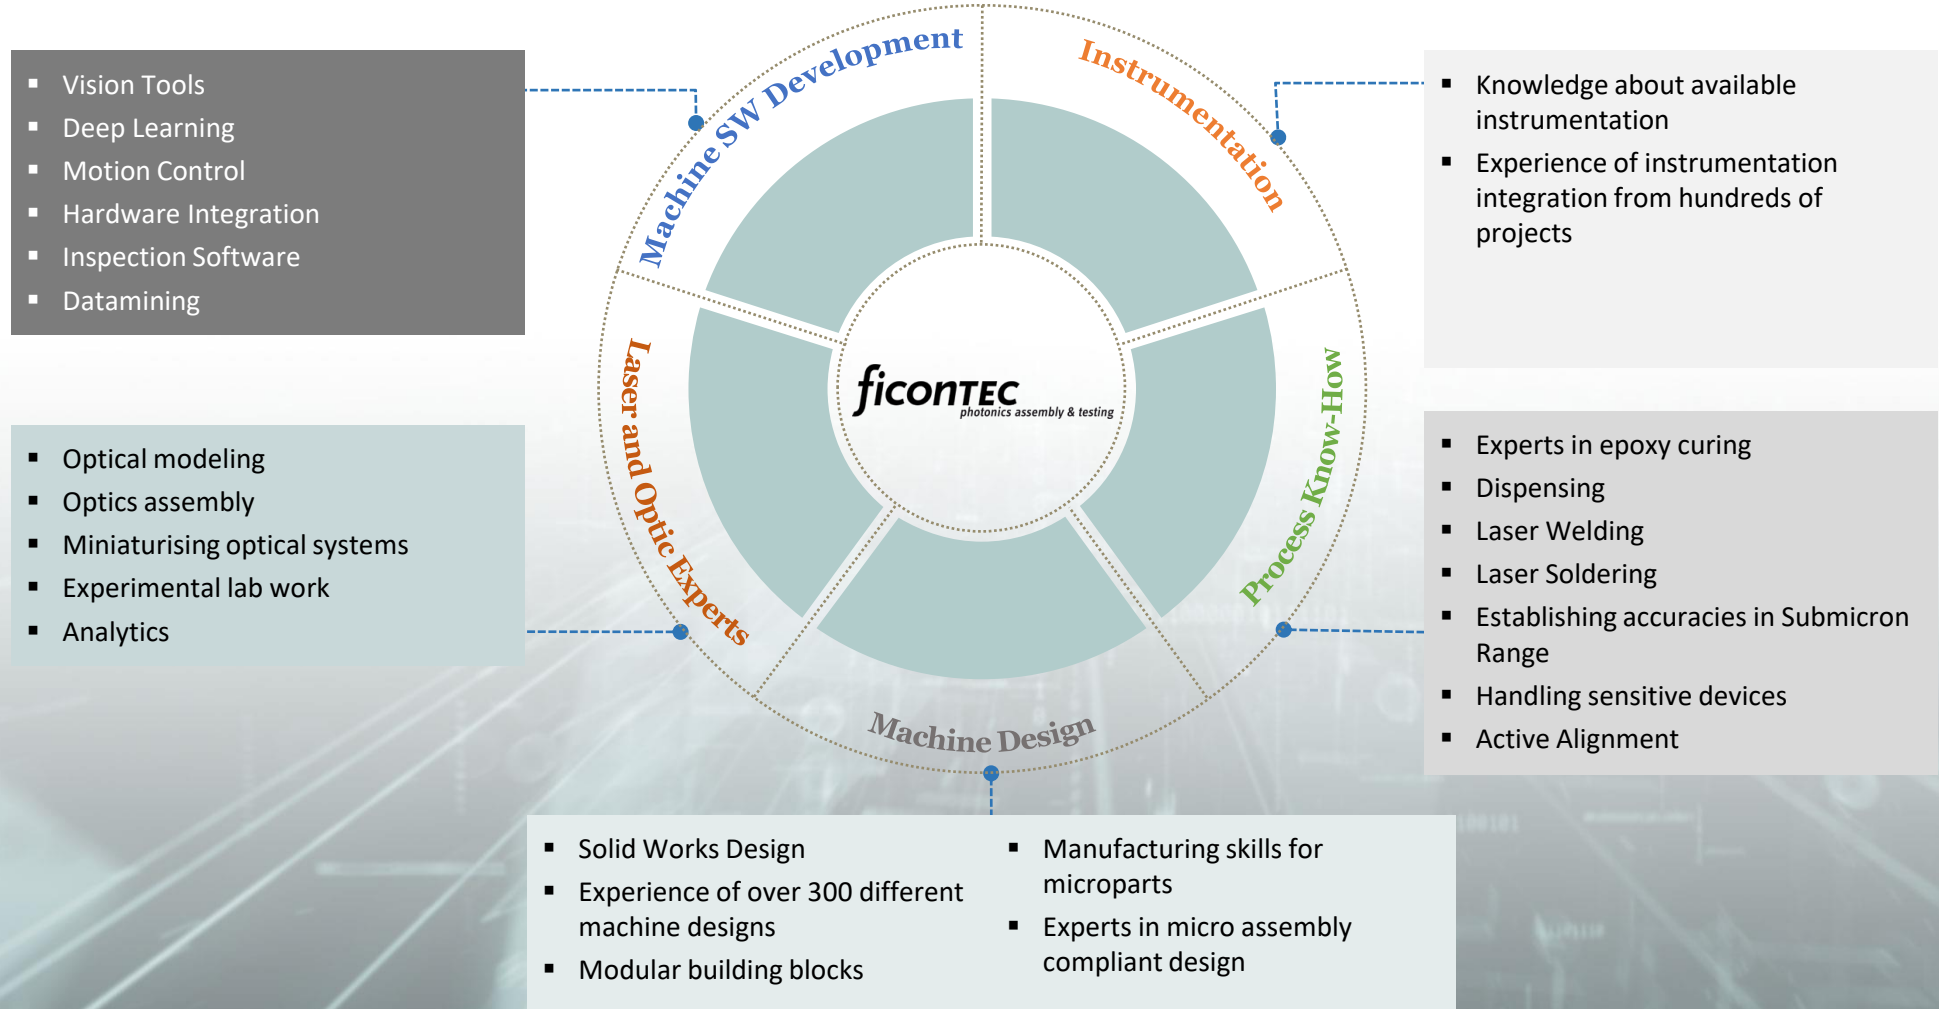 Machine SW Development
Instrumentation
Process Know-How
Machine Design
Laser and Optic Experts
ficonTEC
photonics assembly & testing
▪ Vision Tools
▪ Deep Learning
▪ Motion Control
▪ Hardware Integration
▪ Inspection Software
▪ Datamining
▪ Knowledge about available
instrumentation
▪ Experience of instrumentation
integration from hundreds of
projects
▪ Optical modeling
▪ Optics assembly
▪ Miniaturising optical systems
▪ Experimental lab work
▪ Analytics
▪ Experts in epoxy curing
▪ Dispensing
▪ Laser Welding
▪ Laser Soldering
▪ Establishing accuracies in Submicron
Range
▪ Handling sensitive devices
▪ Active Alignment
▪ Solid Works Design
▪ Experience of over 300 different
machine designs
▪ Modular building blocks
▪ Manufacturing skills for
microparts
▪ Experts in micro assembly
compliant design